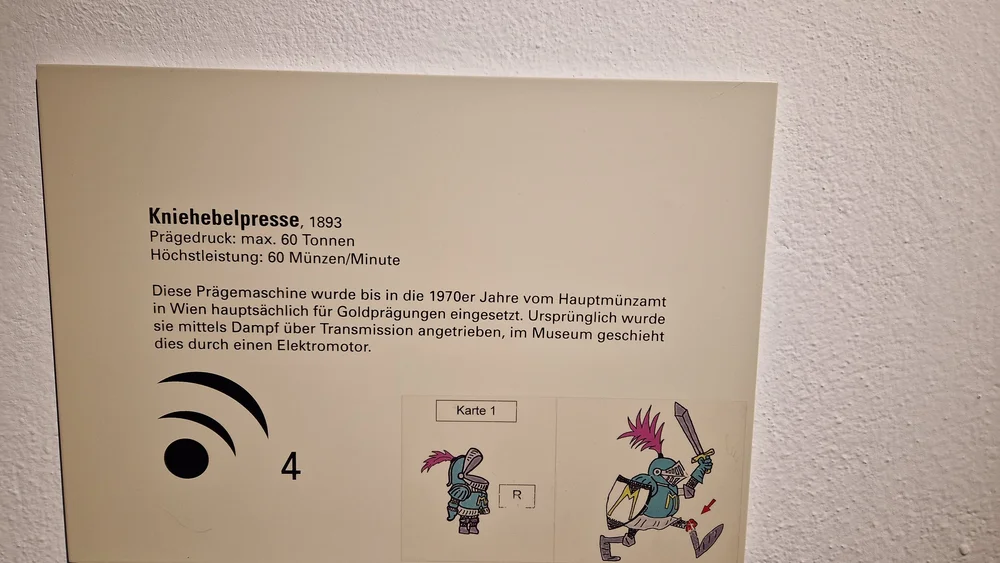 Kniehebelpresse, 1893
Prägedruck: max. 60 Tonnen
Höchstleistung: 60 Münzen/Minute
Diese Prägemaschine wurde bis in die 1970er Jahre vom Hauptmünzamt
in Wien hauptsächlich für Goldprägungen eingesetzt. Ursprünglich wurde
sie mittels Dampf über Transmission angetrieben, im Museum geschieht
dies durch einen Elektromotor.
4
Karte 1
R